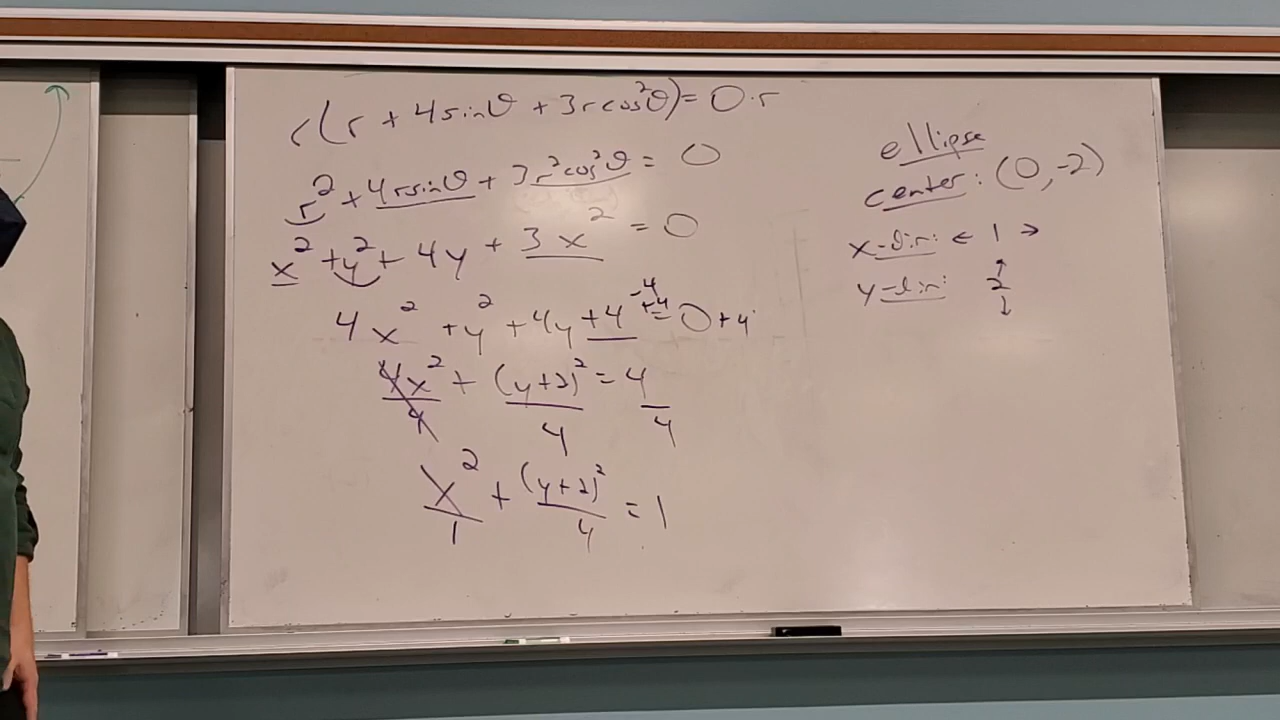 r(r + 4sinθ + 3rcos²θ) = 0·r
r² + 4rsinθ + 3r²cos²θ = 0
x² + y² + 4y + 3x² = 0
4x² + y² + 4y + 4 -4 +4 = 0 + 4
4x²/4 + (y+2)²/4 = 4/4
x²/1 + (y+2)²/4 = 1
ellipse
center: (0, -2)
x-dir: ← 1 →
y-dir: ↑ 2 ↓